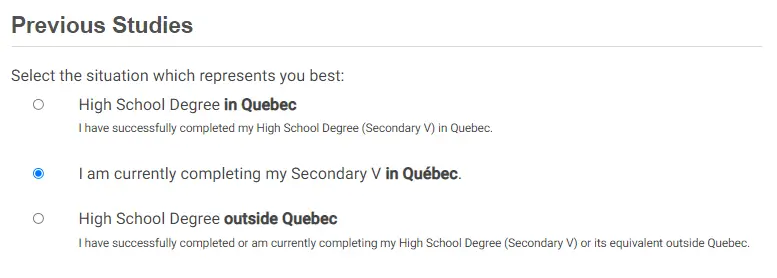 Previous Studies
Select the situation which represents you best:
High School Degree in Quebec
I have successfully completed my High School Degree (Secondary V) in Quebec.
I am currently completing my Secondary V in Québec.
High School Degree outside Quebec
I have successfully completed or am currently completing my High School Degree (Secondary V) or its equivalent outside Quebec.